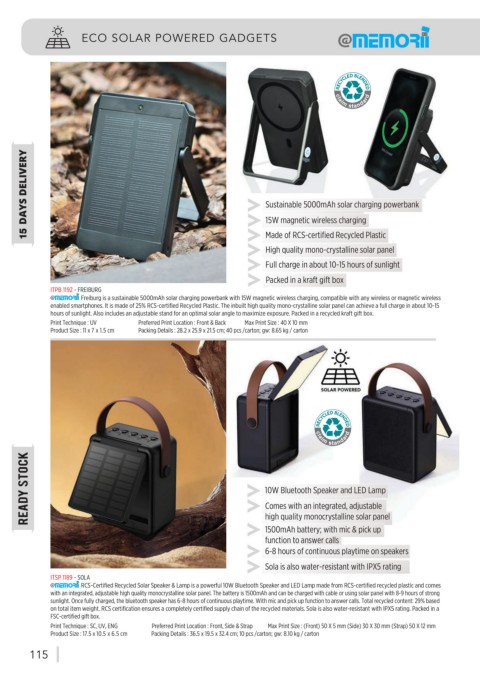 ECO SOLAR POWERED GADGETS
@memorii
15 DAYS DELIVERY
RECYCLED BLENDED
claim standard
Sustainable 5000mAh solar charging powerbank
15W magnetic wireless charging
Made of RCS-certified Recycled Plastic
High quality mono-crystalline solar panel
Full charge in about 10-15 hours of sunlight
Packed in a kraft gift box
ITPB 1192 - FREIBURG
@memorii Freiburg is a sustainable 5000mAh solar charging powerbank with 15W magnetic wireless charging, compatible with any wireless or magnetic wireless
enabled smartphones. It is made of 25% RCS-certified Recycled Plastic. The inbuilt high-quality mono-crystalline solar panel can achieve a full charge in about 10-15
hours of sunlight. Also includes an adjustable stand for an optimal solar angle to maximize exposure. Packed in a recycled kraft gift box.
Print Technique : UV Preferred Print Location : Front & Back Max Print Size : 40 X 10 mm
Product Size : 11 x 7 x 1.5 cm Packing Details : 28.2 x 25.9 x 21.5 cm; 40 pcs /carton; gw: 8.65 kg / carton
SOLAR POWERED
RECYCLED BLENDED
claim standard
READY STOCK
10W Bluetooth Speaker and LED Lamp
Comes with an integrated, adjustable
high quality monocrystalline solar panel
1500mAh battery; with mic & pick up
function to answer calls
6-8 hours of continuous playtime on speakers
Sola is also water-resistant with IPX5 rating
ITSP 1189 - SOLA
@memorii RCS-Certified Recycled Solar Speaker & Lamp is a powerful 10W Bluetooth Speaker and LED Lamp made from RCS-certified recycled plastic and comes
with an integrated, adjustable high quality monocrystalline solar panel. The battery is 1500mAh and can be charged with cable or using solar panel with 8-9 hours of strong
sunlight. Once fully charged, the bluetooth speaker has 6-8 hours of continuous playtime. With mic and pick up function to answer calls. Total recycled content: 29% based
on total item weight. RCS certification ensures a completely certified supply chain of the recycled materials. Sola is also water-resistant with IPX5 rating. Packed in a
FSC-certified gift box.
Print Technique : SC, UV, ENG Preferred Print Location : Front, Side & Strap Max Print Size : (Front) 50 X 5 mm (Side) 30 X 30 mm (Strap) 50 X 12 mm
Product Size : 17.5 x 10.5 x 6.5 cm Packing Details : 36.5 x 19.5 x 32.4 cm; 10 pcs /carton; gw: 8.10 kg / carton
115